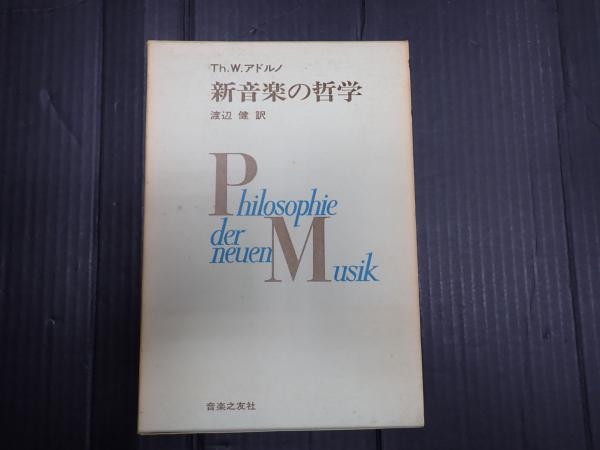 Th.W.アドルノ
新音楽の哲学
渡辺 健 訳
Philosophie
der
neuen Musik
音楽之友社